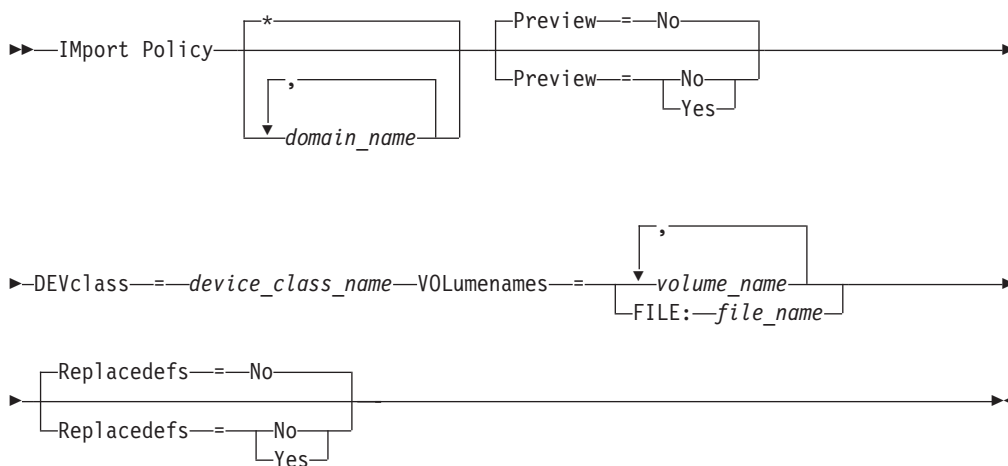 * Preview = No
IMport Policy
, Preview = No
Yes
domain_name
,
DEVclass = device_class_name VOLumenames = volume_name
FILE: file_name
Replacedefs = No
Replacedefs = No
Yes